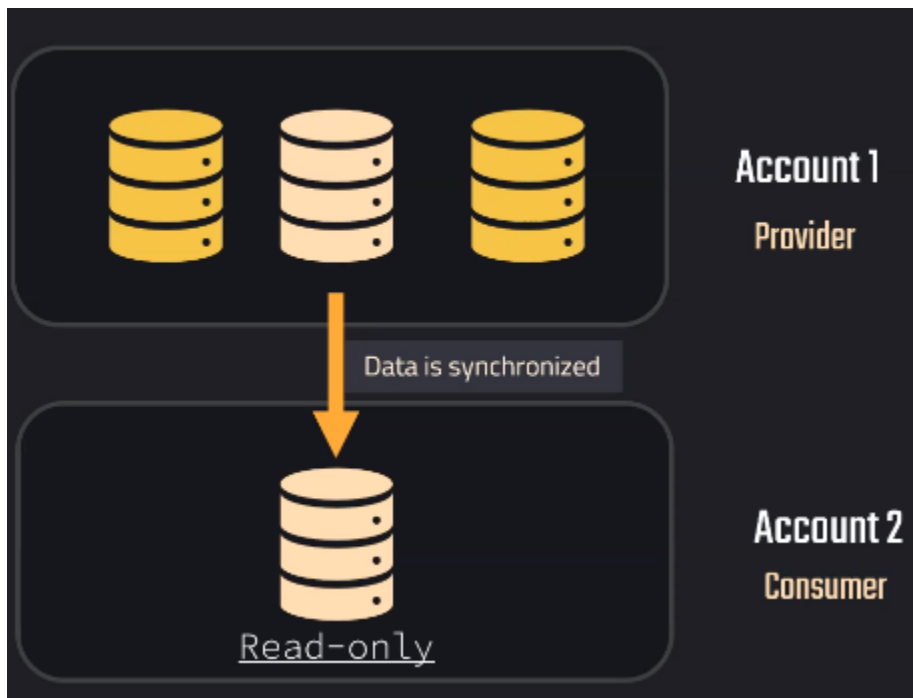 Account 1
Provider
Data is synchronized
Account 2
Consumer
Read-only